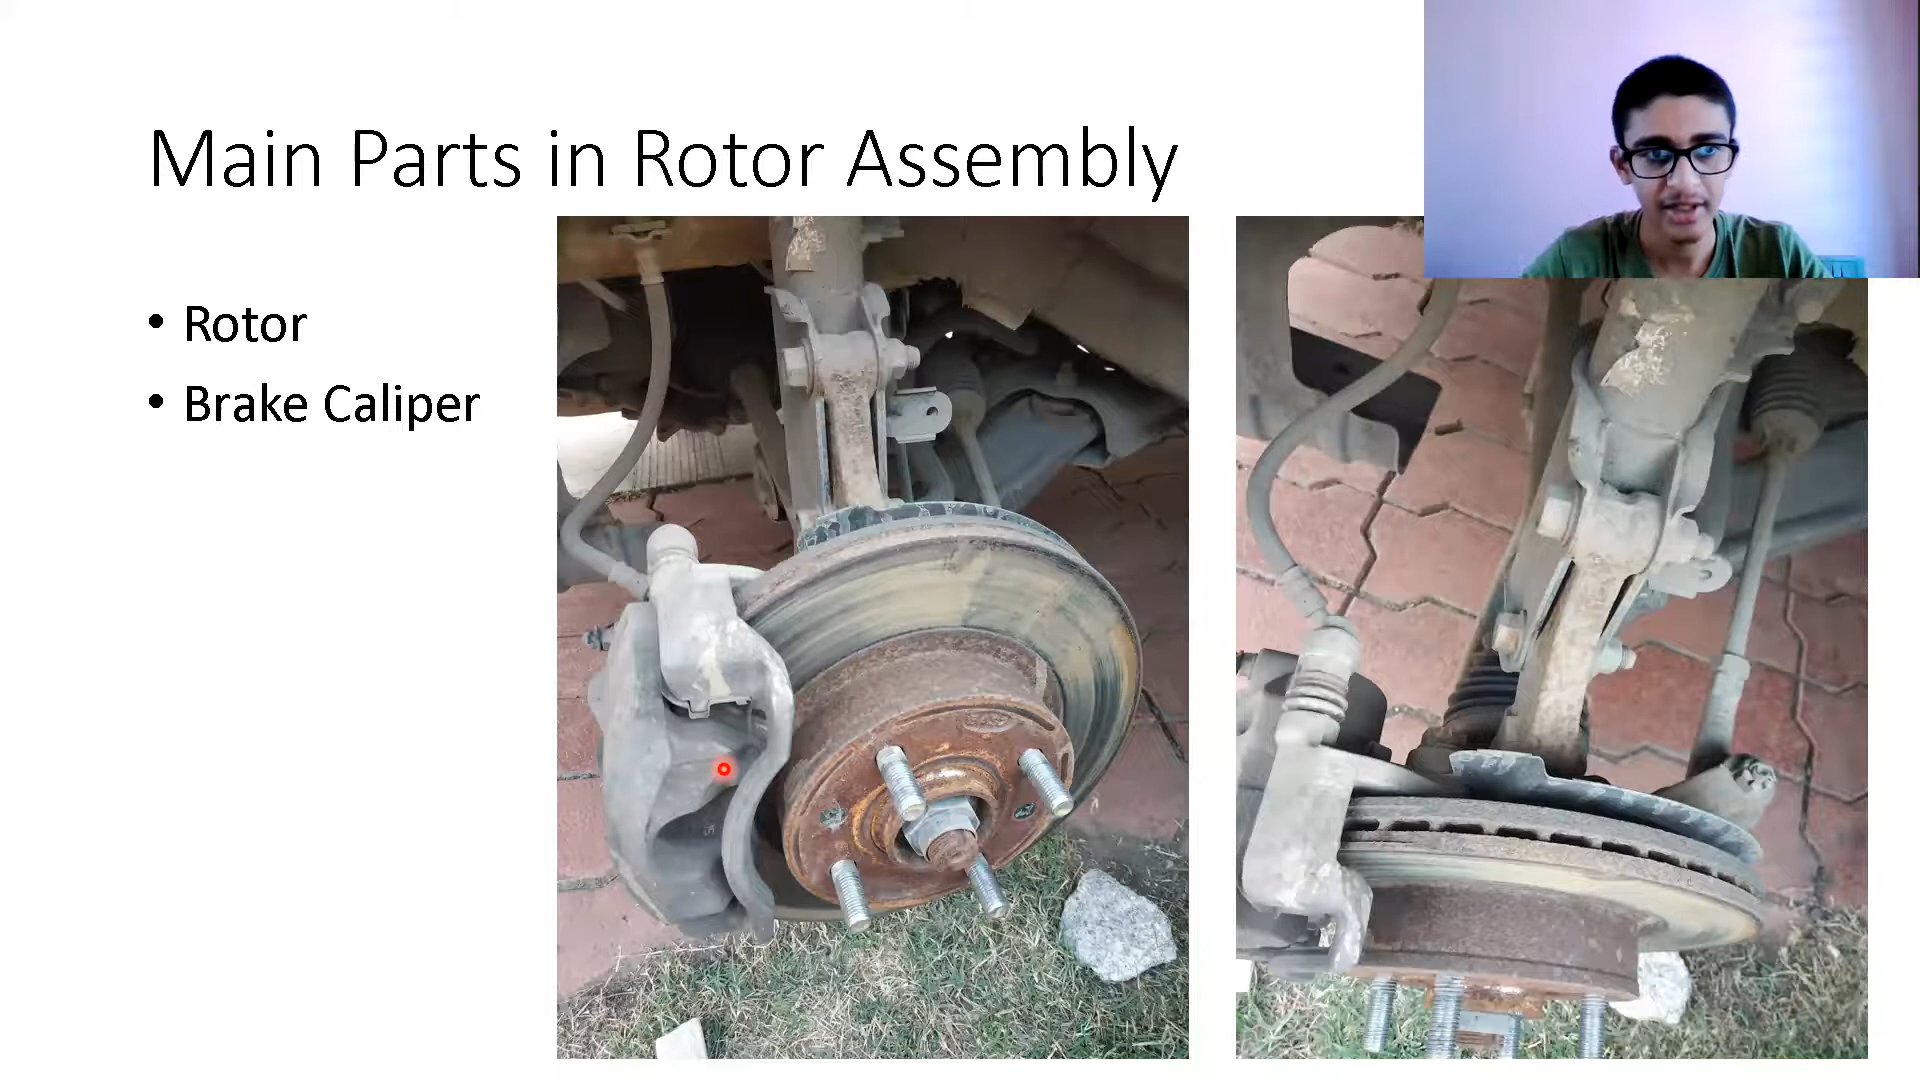 Main Parts in Rotor Assembly
• Rotor
• Brake Caliper